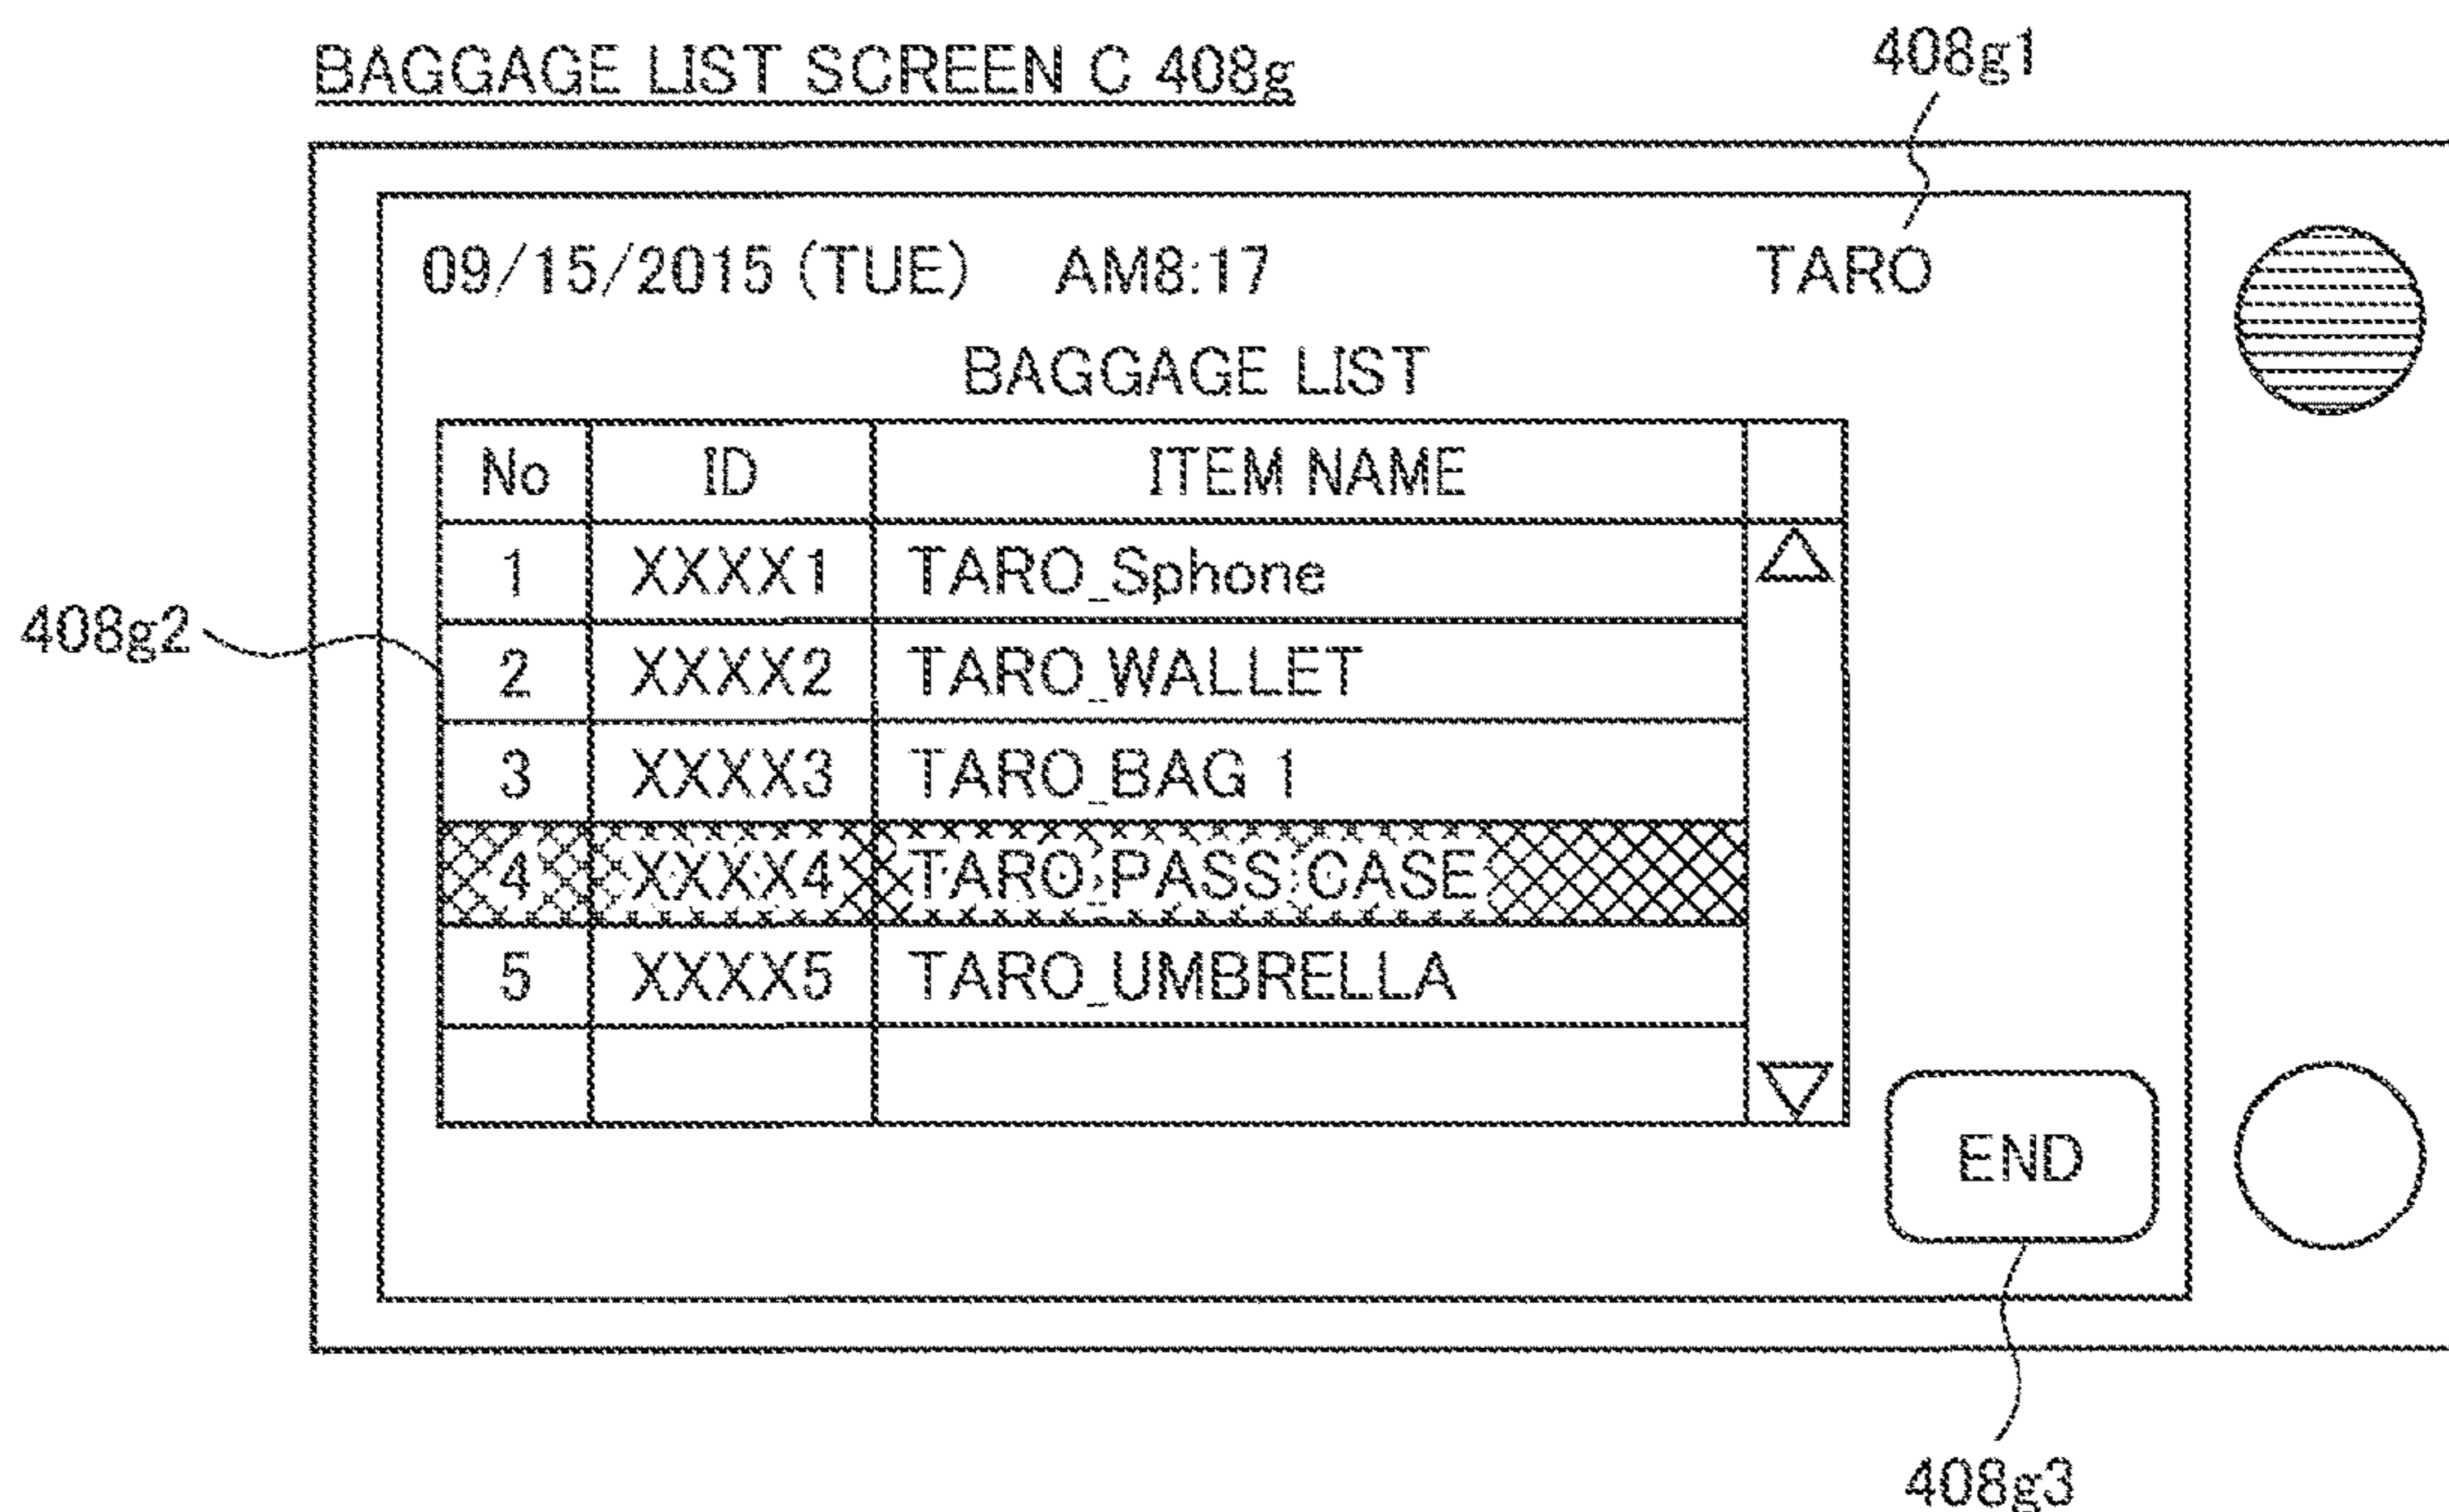 BAGGAGE LIST SCREEN C 408g
408g1
09/15/2015 (TUE) AM8:17 TARO
BAGGAGE LIST
No ID ITEM NAME
1 XXXX1 TARO_Sphone
408g2
2 XXXX2 TARO_WALLET
3 XXXX3 TARO_BAG 1
4 XXXX4 TARO_PASS CASE
5 XXXX5 TARO_UMBRELLA
END
408g3